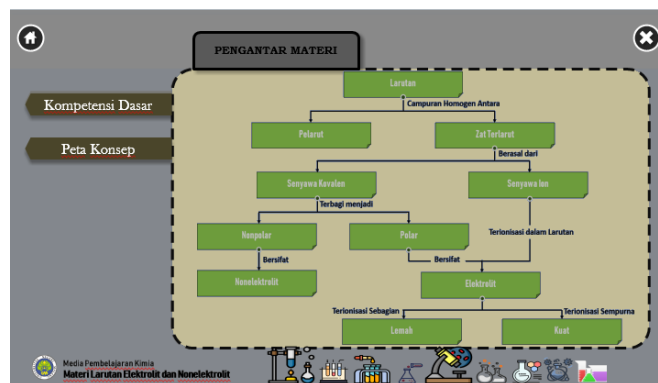 PENGANTAR MATERI
Kompetensi Dasar
Peta Konsep
Larutan
Campuran Homogen Antara
Pelarut
Zat Terlarut
Berasal dari
Senyawa Kovalen
Senyawa Ion
Terbagi menjadi
Terionisasi dalam Larutan
Nonpolar
Polar
Bersifat
Bersifat
Nonelektrolit
Elektrolit
Terionisasi Sebagian
Terionisasi Sempurna
Lemah
Kuat
Media Pembelajaran Kimia
Materi Larutan Elektrolit dan Nonelektrolit